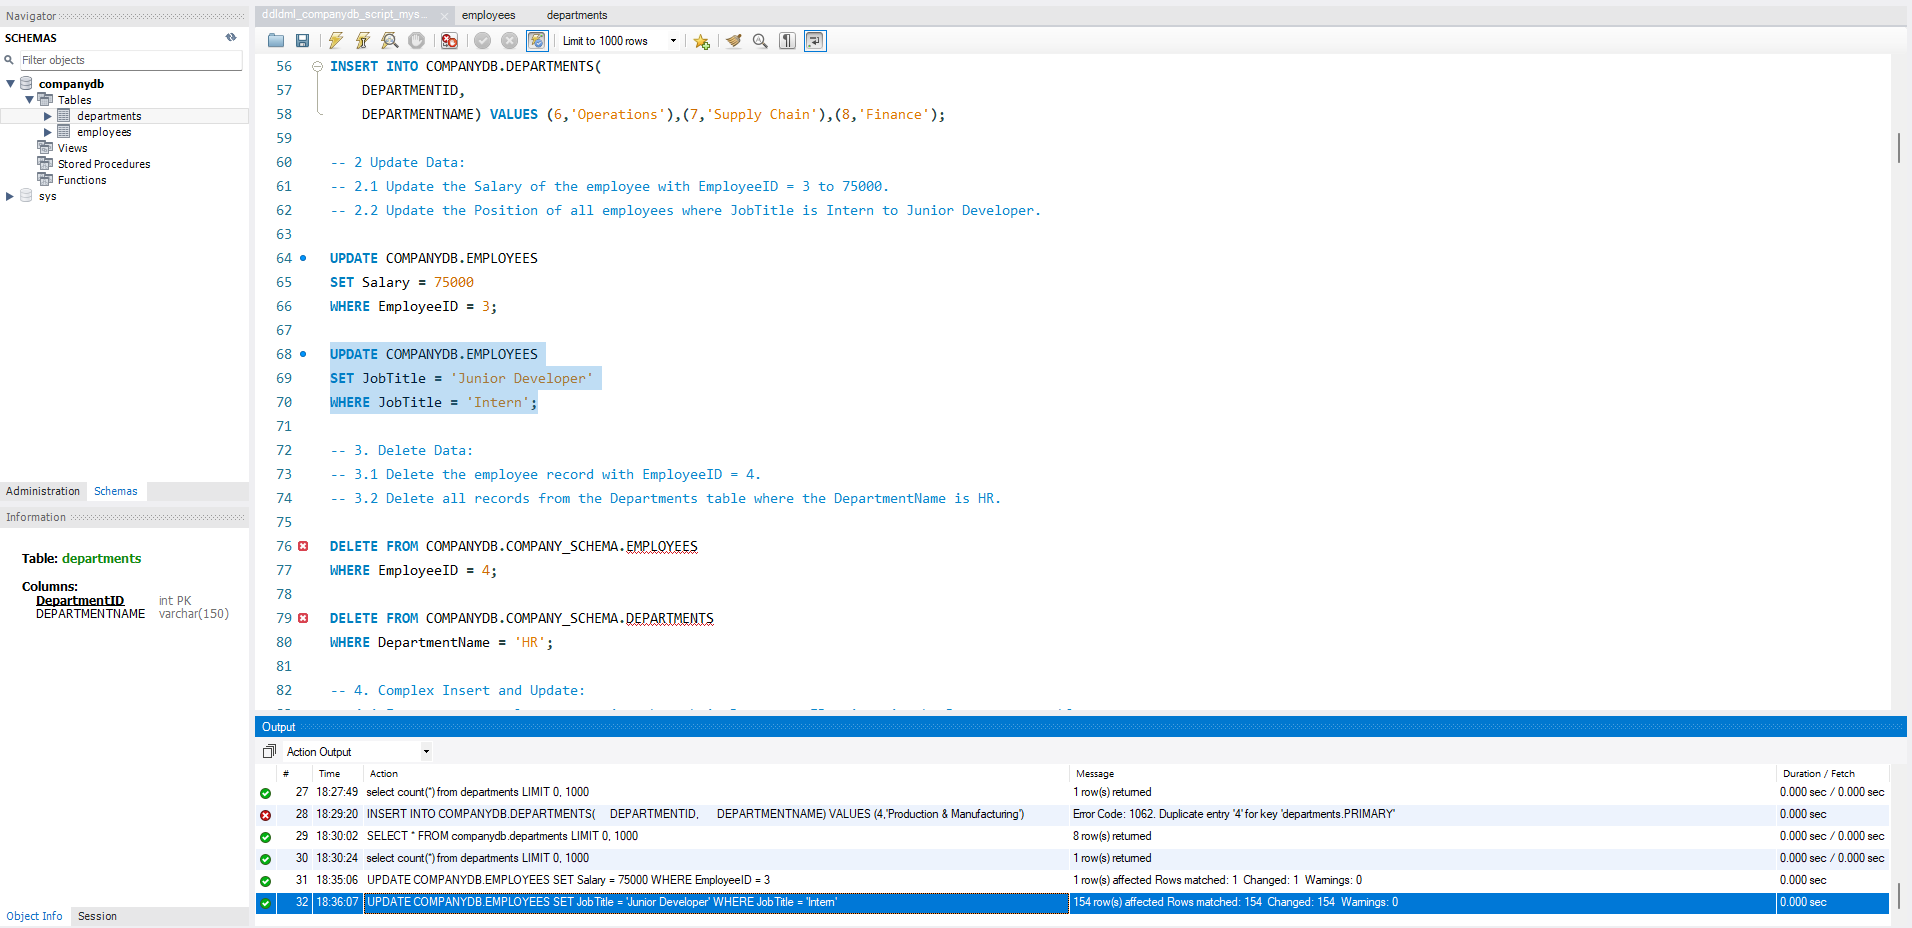 Navigator
SCHEMAS
Filter objects
companydb
Tables
departments
employees
Views
Stored Procedures
Functions
sys
Administration
Schemas
Information
Table: departments
Columns:
DepartmentID int PK
DEPARTMENTNAME varchar(150)
Object Info
Session
ddldml_companydb_script_mys...
employees
departments
Limit to 1000 rows
56 INSERT INTO COMPANYDB.DEPARTMENTS(
57 DEPARTMENTID,
58 DEPARTMENTNAME) VALUES (6,'Operations'),(7,'Supply Chain'),(8,'Finance');
59
60 -- 2 Update Data:
61 -- 2.1 Update the Salary of the employee with EmployeeID = 3 to 75000.
62 -- 2.2 Update the Position of all employees where JobTitle is Intern to Junior Developer.
63
64 UPDATE COMPANYDB.EMPLOYEES
65 SET Salary = 75000
66 WHERE EmployeeID = 3;
67
68 UPDATE COMPANYDB.EMPLOYEES
69 SET JobTitle = 'Junior Developer'
70 WHERE JobTitle = 'Intern';
71
72 -- 3. Delete Data:
73 -- 3.1 Delete the employee record with EmployeeID = 4.
74 -- 3.2 Delete all records from the Departments table where the DepartmentName is HR.
75
76 DELETE FROM COMPANYDB.COMPANY_SCHEMA.EMPLOYEES
77 WHERE EmployeeID = 4;
78
79 DELETE FROM COMPANYDB.COMPANY_SCHEMA.DEPARTMENTS
80 WHERE DepartmentName = 'HR';
81
82 -- 4. Complex Insert and Update:
Output
Action Output
# Time Action Message Duration / Fetch
27 18:27:49 select count(*) from departments LIMIT 0, 1000 1 row(s) returned 0.000 sec / 0.000 sec
28 18:29:20 INSERT INTO COMPANYDB.DEPARTMENTS( DEPARTMENTID, DEPARTMENTNAME) VALUES (4,'Production & Manufacturing') Error Code: 1062. Duplicate entry '4' for key 'departments.PRIMARY' 0.000 sec
29 18:30:02 SELECT * FROM companydb.departments LIMIT 0, 1000 8 row(s) returned 0.000 sec / 0.000 sec
30 18:30:24 select count(*) from departments LIMIT 0, 1000 1 row(s) returned 0.000 sec / 0.000 sec
31 18:35:06 UPDATE COMPANYDB.EMPLOYEES SET Salary = 75000 WHERE EmployeeID = 3 1 row(s) affected Rows matched: 1 Changed: 1 Warnings: 0 0.000 sec
32 18:36:07 UPDATE COMPANYDB.EMPLOYEES SET JobTitle = 'Junior Developer' WHERE JobTitle = 'Intern' 154 row(s) affected Rows matched: 154 Changed: 154 Warnings: 0 0.000 sec